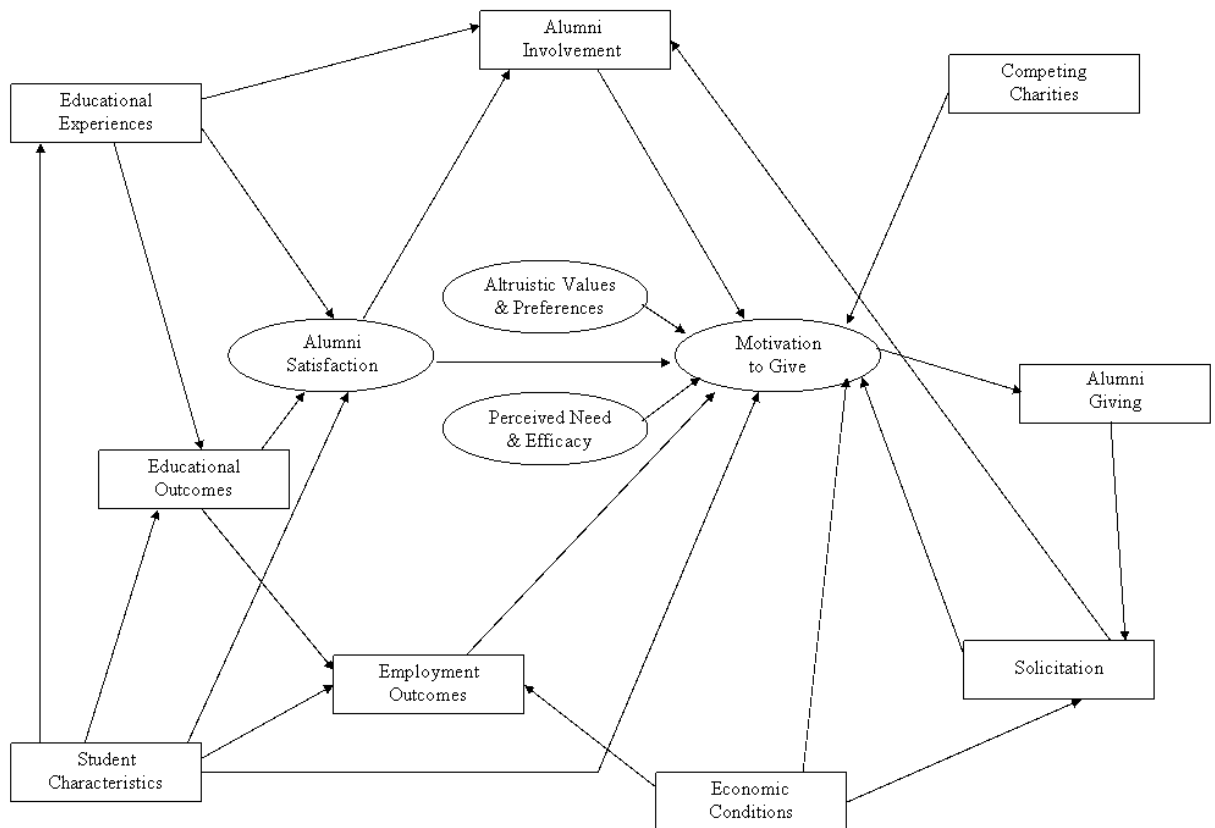 Alumni
Involvement
Competing
Charities
Educational
Experiences
Altruistic Values
& Preferences
Alumni
Satisfaction
Motivation
to Give
Alumni
Giving
Perceived Need
& Efficacy
Educational
Outcomes
Employment
Outcomes
Solicitation
Student
Characteristics
Economic
Conditions